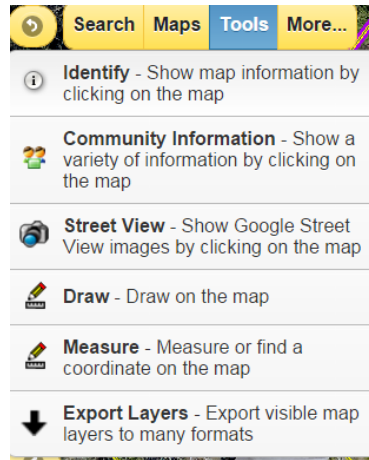 Search Maps Tools More...
Identify - Show map information by
clicking on the map
Community Information - Show a
variety of information by clicking on
the map
Street View - Show Google Street
View images by clicking on the map
Draw - Draw on the map
Measure - Measure or find a
coordinate on the map
Export Layers - Export visible map
layers to many formats